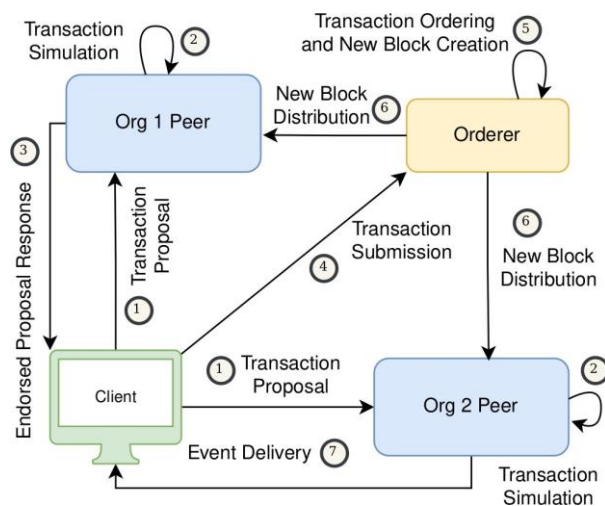 Transaction
Simulation
2
Transaction Ordering
and New Block Creation
5
Org 1 Peer
New Block
Distribution
6
Orderer
3
Endorsed Proposal Response
Transaction
Proposal
1
4
Transaction
Submission
6
New Block
Distribution
Client
1
Transaction
Proposal
Org 2 Peer
2
Event Delivery
7
Transaction
Simulation